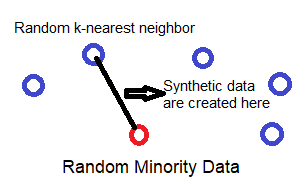 Random k-nearest neighbor
Synthetic data
are created here
Random Minority Data